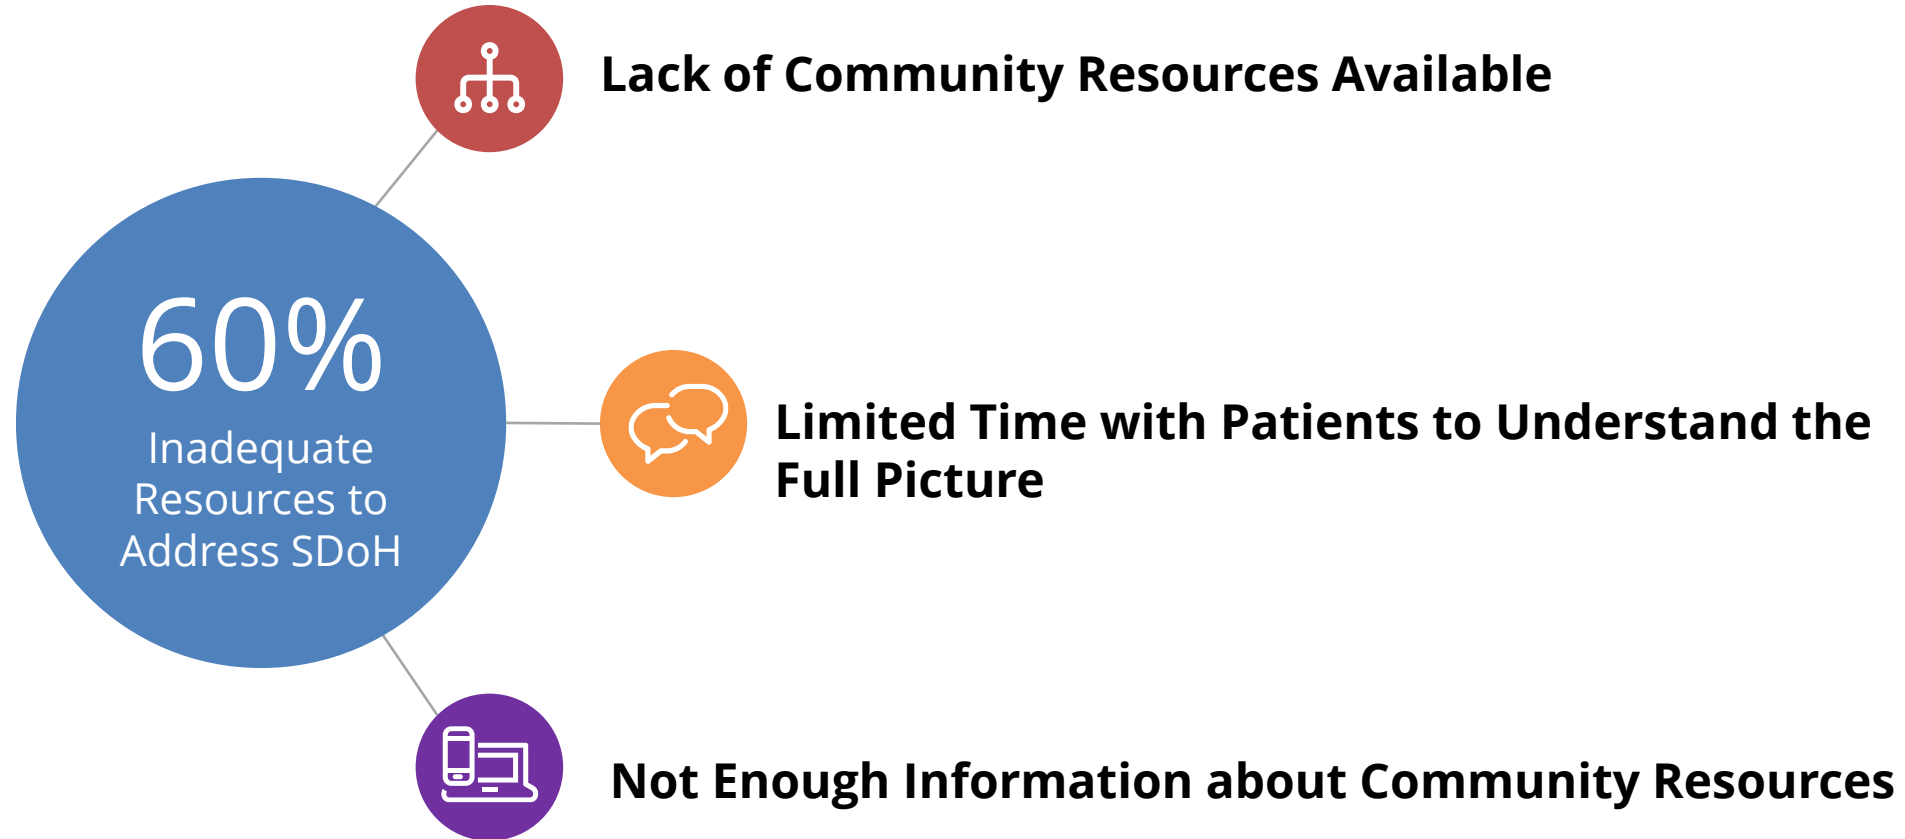 Lack of Community Resources Available
60%
Inadequate
Resources to
Address SDoH
Limited Time with Patients to Understand the
Full Picture
Not Enough Information about Community Resources